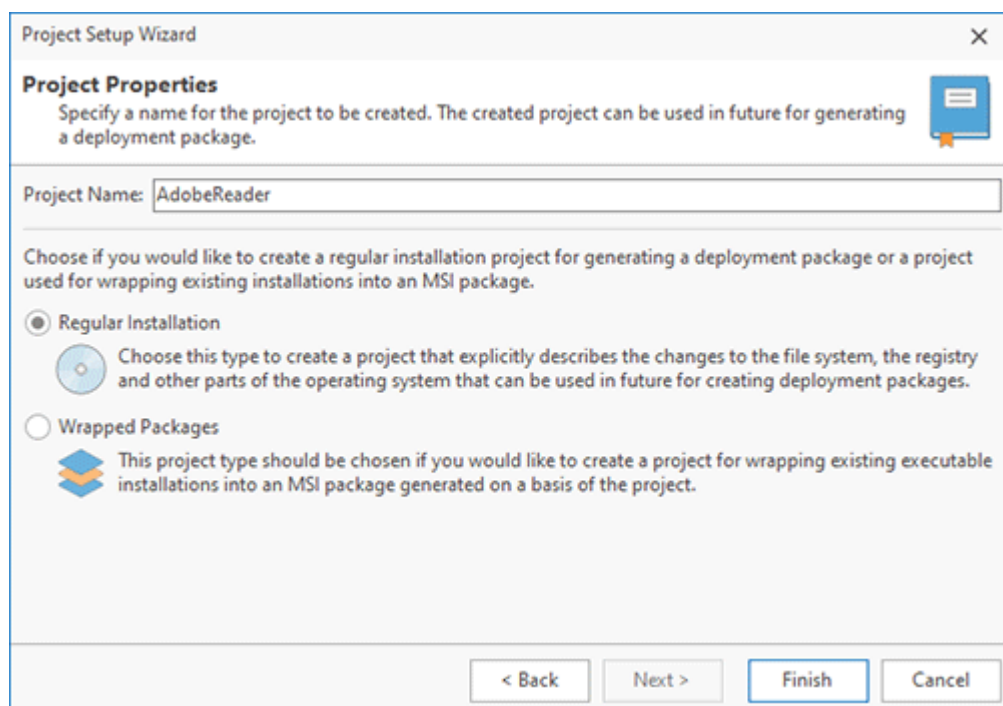 Project Setup Wizard
Project Properties
Specify a name for the project to be created. The created project can be used in future for generating
a deployment package.
Project Name: AdobeReader
Choose if you would like to create a regular installation project for generating a deployment package or a project
used for wrapping existing installations into an MSI package.
Regular Installation
Choose this type to create a project that explicitly describes the changes to the file system, the registry
and other parts of the operating system that can be used in future for creating deployment packages.
Wrapped Packages
This project type should be chosen if you would like to create a project for wrapping existing executable
installations into an MSI package generated on a basis of the project.
< Back Next > Finish Cancel